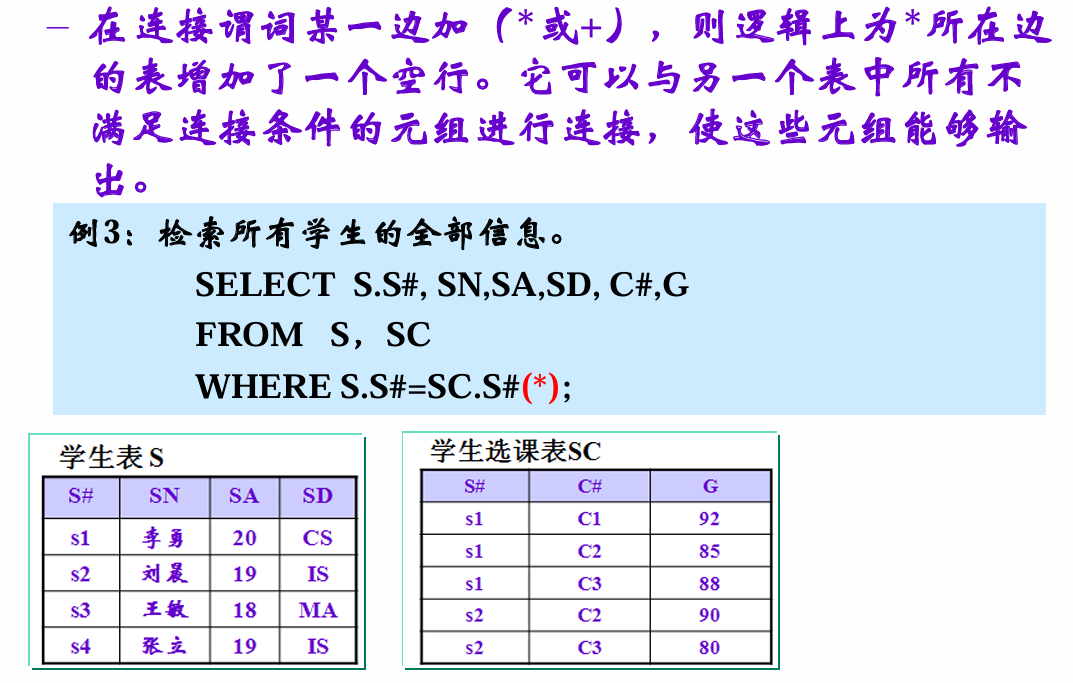 – 在连接谓词某一边加（*或+），则逻辑上为*所在边
的表增加了一个空行。它可以与另一个表中所有不
满足连接条件的元组进行连接，使这些元组能够输
出。
例3：检索所有学生的全部信息。
SELECT S.S#, SN,SA,SD, C#,G
FROM S，SC
WHERE S.S#=SC.S#(*);
学生表 S
S# SN SA SD
s1 李勇 20 CS
s2 刘晨 19 IS
s3 王敏 18 MA
s4 张立 19 IS
学生选课表SC
S# C# G
s1 C1 92
s1 C2 85
s1 C3 88
s2 C2 90
s2 C3 80